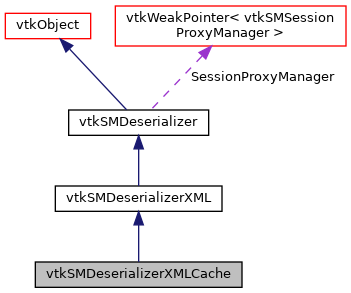 vtkObject
vtkWeakPointer< vtkSMSession
ProxyManager >
SessionProxyManager
vtkSMDeserializer
vtkSMDeserializerXML
vtkSMDeserializerXMLCache